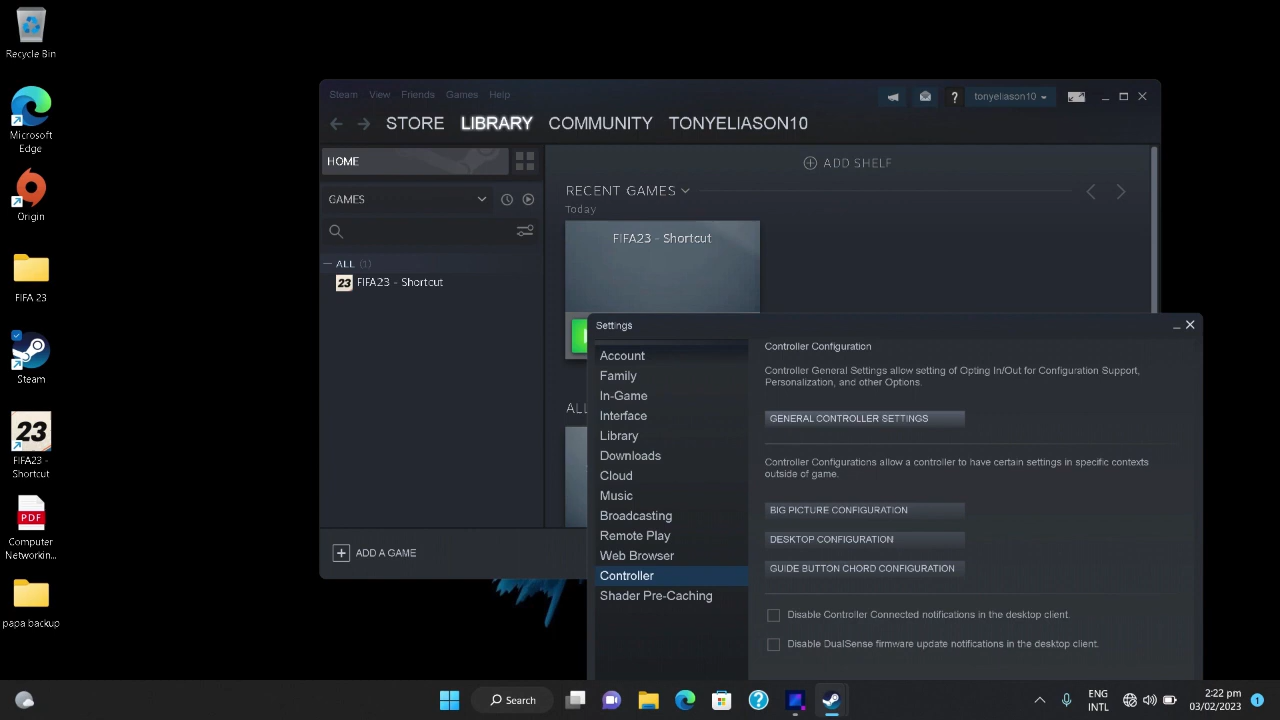 Recycle Bin
Microsoft
Edge
Origin
FIFA 23
Steam
23
FIFA23 -
Shortcut
PDF
Computer
Networkin...
papa backup
Steam View Friends Games Help
? tonyeliason10
STORE LIBRARY COMMUNITY TONYELIASON10
HOME
GAMES
ALL (1)
23 FIFA23 - Shortcut
ADD A GAME
ADD SHELF
RECENT GAMES
Today
FIFA23 - Shortcut
ALL
Settings
Account
Family
In-Game
Interface
Library
Downloads
Cloud
Music
Broadcasting
Remote Play
Web Browser
Controller
Shader Pre-Caching
Controller Configuration
Controller General Settings allow setting of Opting In/Out for Configuration Support,
Personalization, and other Options.
GENERAL CONTROLLER SETTINGS
Controller Configurations allow a controller to have certain settings in specific contexts
outside of game.
BIG PICTURE CONFIGURATION
DESKTOP CONFIGURATION
GUIDE BUTTON CHORD CONFIGURATION
Disable Controller Connected notifications in the desktop client.
Disable DualSense firmware update notifications in the desktop client.
Search
ENG
INTL
2:22 pm
03/02/2023
1